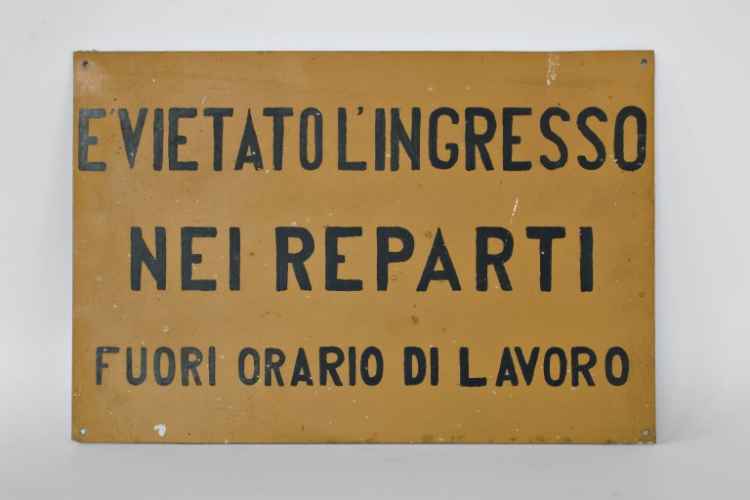 E' VIETATO L'INGRESSO
NEI REPARTI
FUORI ORARIO DI LAVORO